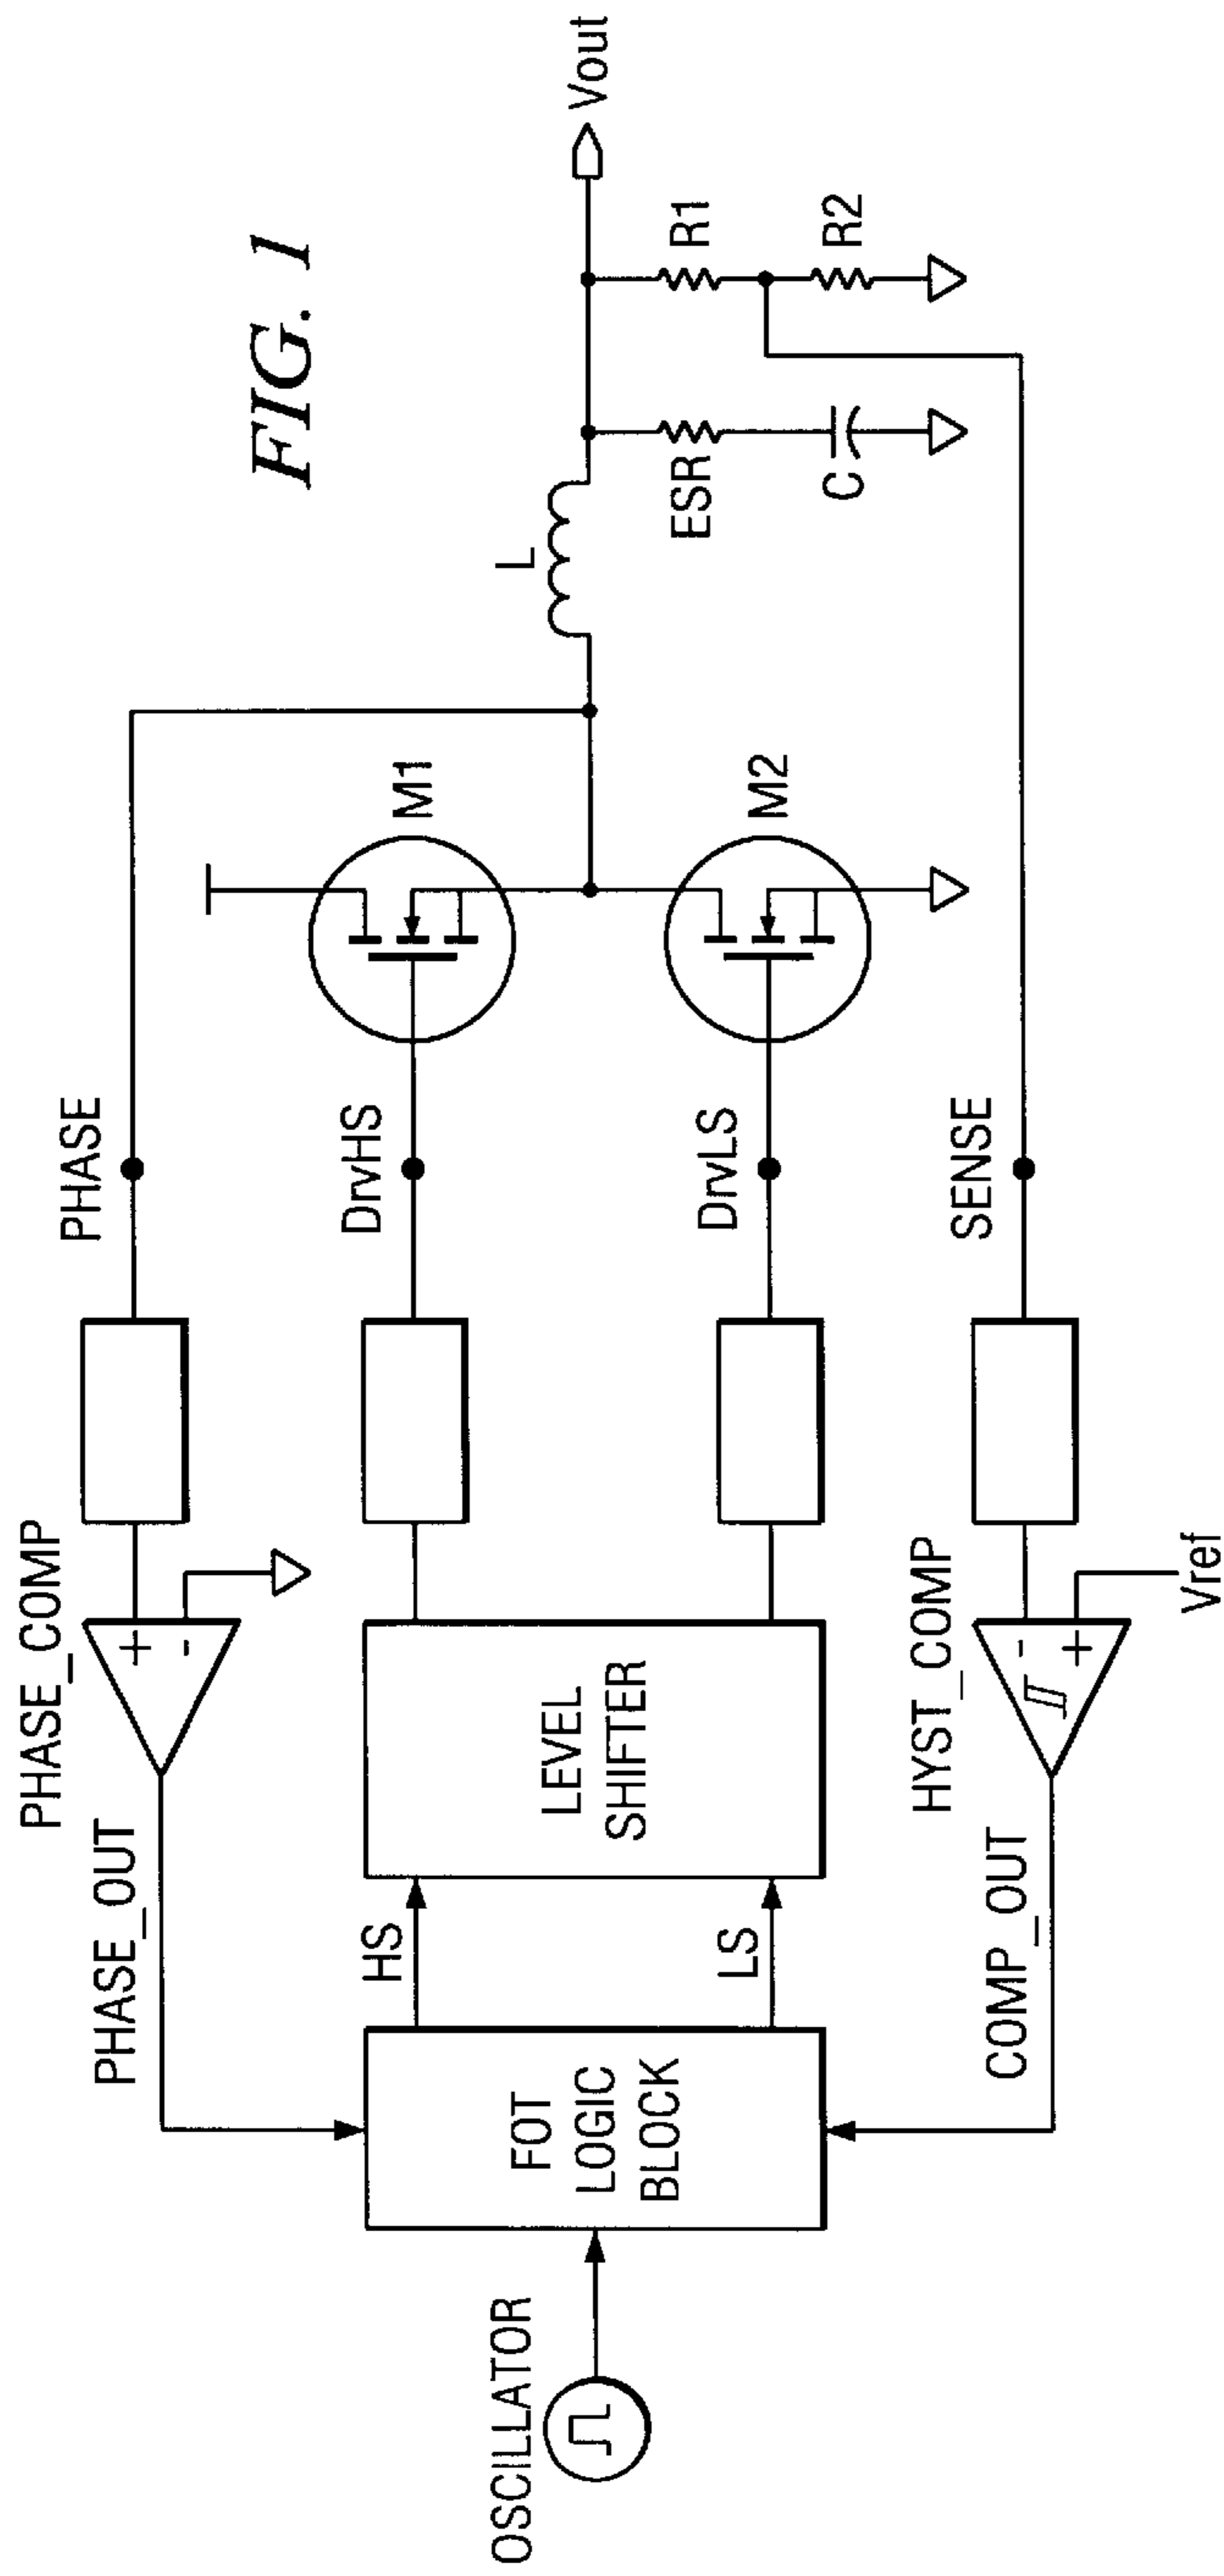 FIG. 1
PHASE_COMP
PHASE
PHASE_OUT
+
-
M1
L
Vout
DrvHS
HS
OSCILLATOR
FOT
LOGIC
BLOCK
LEVEL
SHIFTER
ESR
R1
C
R2
LS
DrvLS
M2
HYST_COMP
SENSE
COMP_OUT
-
+
Vref